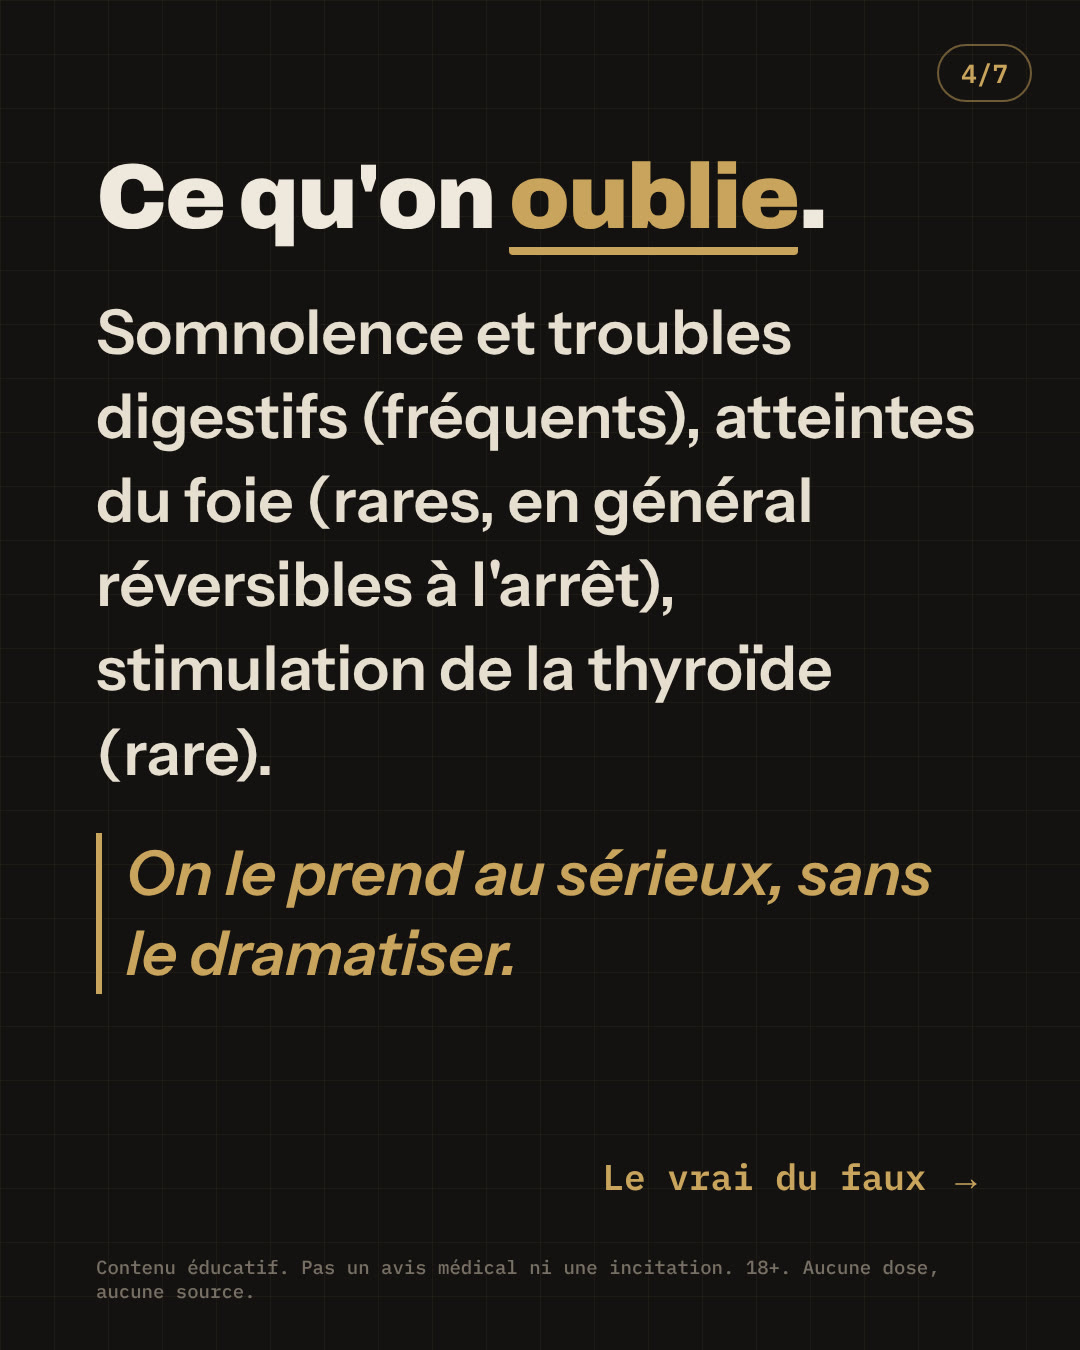 4/7
Ce qu'on oublie.
Somnolence et troubles
digestifs (fréquents), atteintes
du foie (rares, en général
réversibles à l'arrêt),
stimulation de la thyroïde
(rare).
On le prend au sérieux, sans
le dramatiser.
Le vrai du faux →
Contenu éducatif. Pas un avis médical ni une incitation. 18+. Aucune dose,
aucune source.